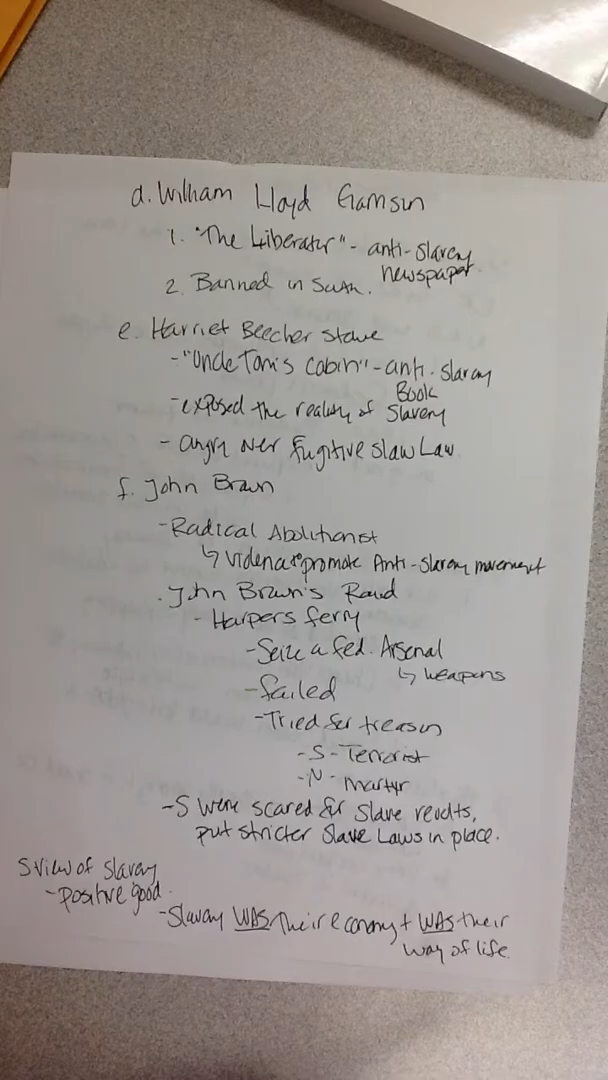 d. William Lloyd Garrison
1. "The Liberator" - anti-slavery
newspaper.
2. Banned in South.
e. Harriet Beecher Stowe
- "Uncle Tom's Cabin" - anti-slavery
Book
- exposed the reality of Slavery
- angry over Fugitive Slave Law.
f. John Brown
- Radical Abolitionist
↳ violence to promote Anti-Slavery movement
. John Brown's Raid
- Harpers ferry
- Seize a fed. Arsenal
↳ weapons
- failed
- Tried for treason
- S - Terrorist
- N - Martyr
- S were scared for Slave revolts,
put stricter Slave Laws in place.
S view of slavery
- positive good.
- Slavery WAS their economy + WAS their
way of life.